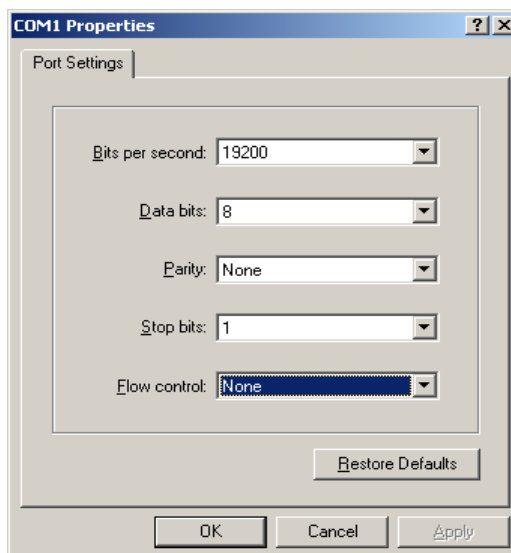 COM1 Properties
Port Settings
Bits per second: 19200
Data bits: 8
Parity: None
Stop bits: 1
Flow control: None
Restore Defaults
OK Cancel Apply